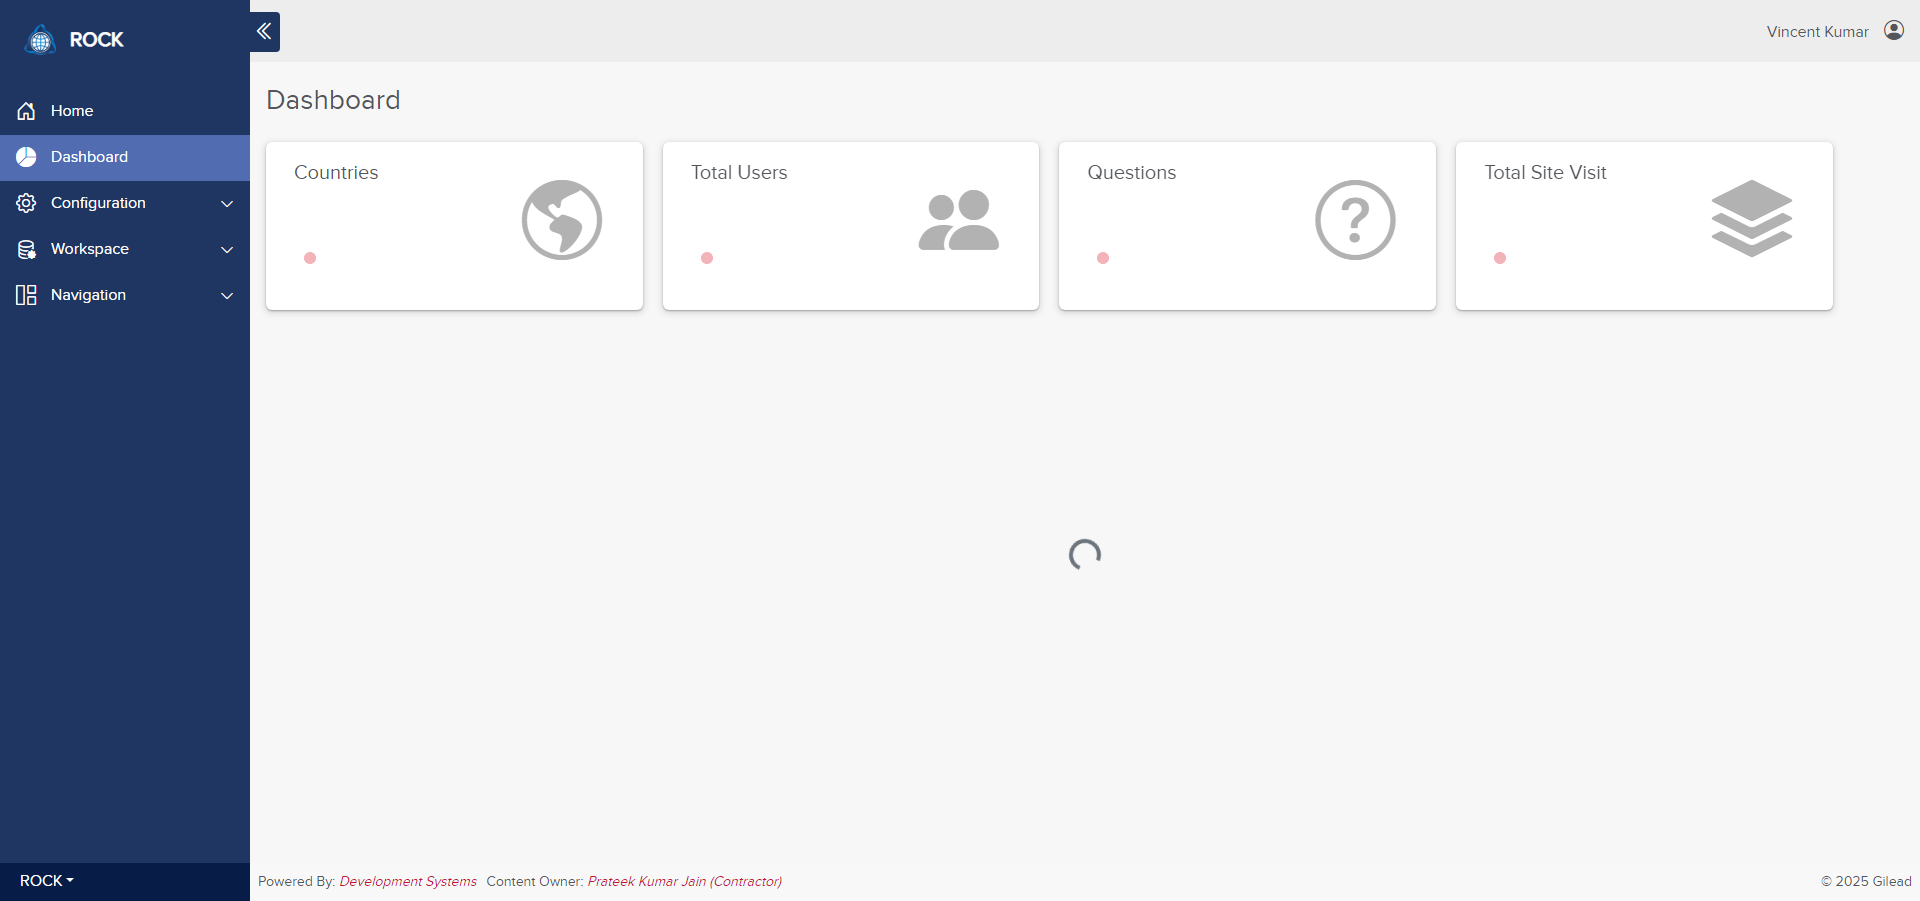 ROCK
Vincent Kumar
Home
Dashboard
Configuration
Workspace
Navigation
Dashboard
Countries
Total Users
Questions
Total Site Visit
ROCK
Powered By: Development Systems Content Owner: Prateek Kumar Jain (Contractor)
© 2025 Gilead